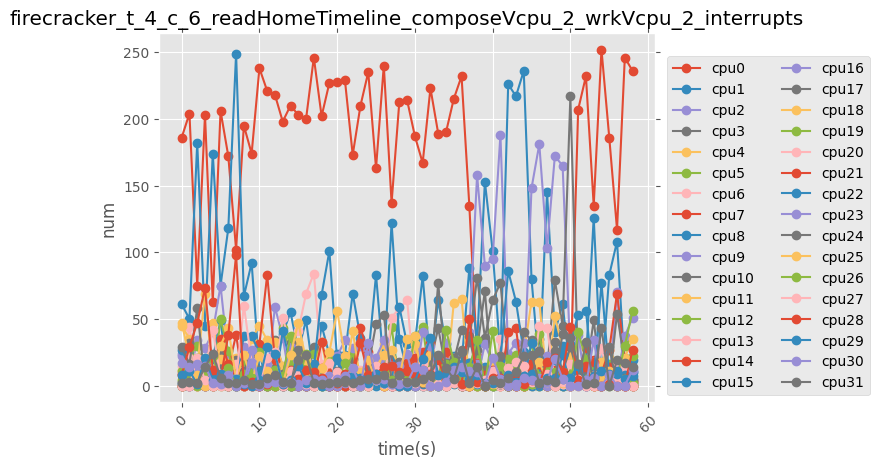 firecracker_t_4_c_6_readHomeTimeline_composeVcpu_2_wrkVcpu_2_interrupts
250
200
150
100
50
0
num
0
10
20
30
40
50
60
time(s)
cpu0
cpu1
cpu2
cpu3
cpu4
cpu5
cpu6
cpu7
cpu8
cpu9
cpu10
cpu11
cpu12
cpu13
cpu14
cpu15
cpu16
cpu17
cpu18
cpu19
cpu20
cpu21
cpu22
cpu23
cpu24
cpu25
cpu26
cpu27
cpu28
cpu29
cpu30
cpu31